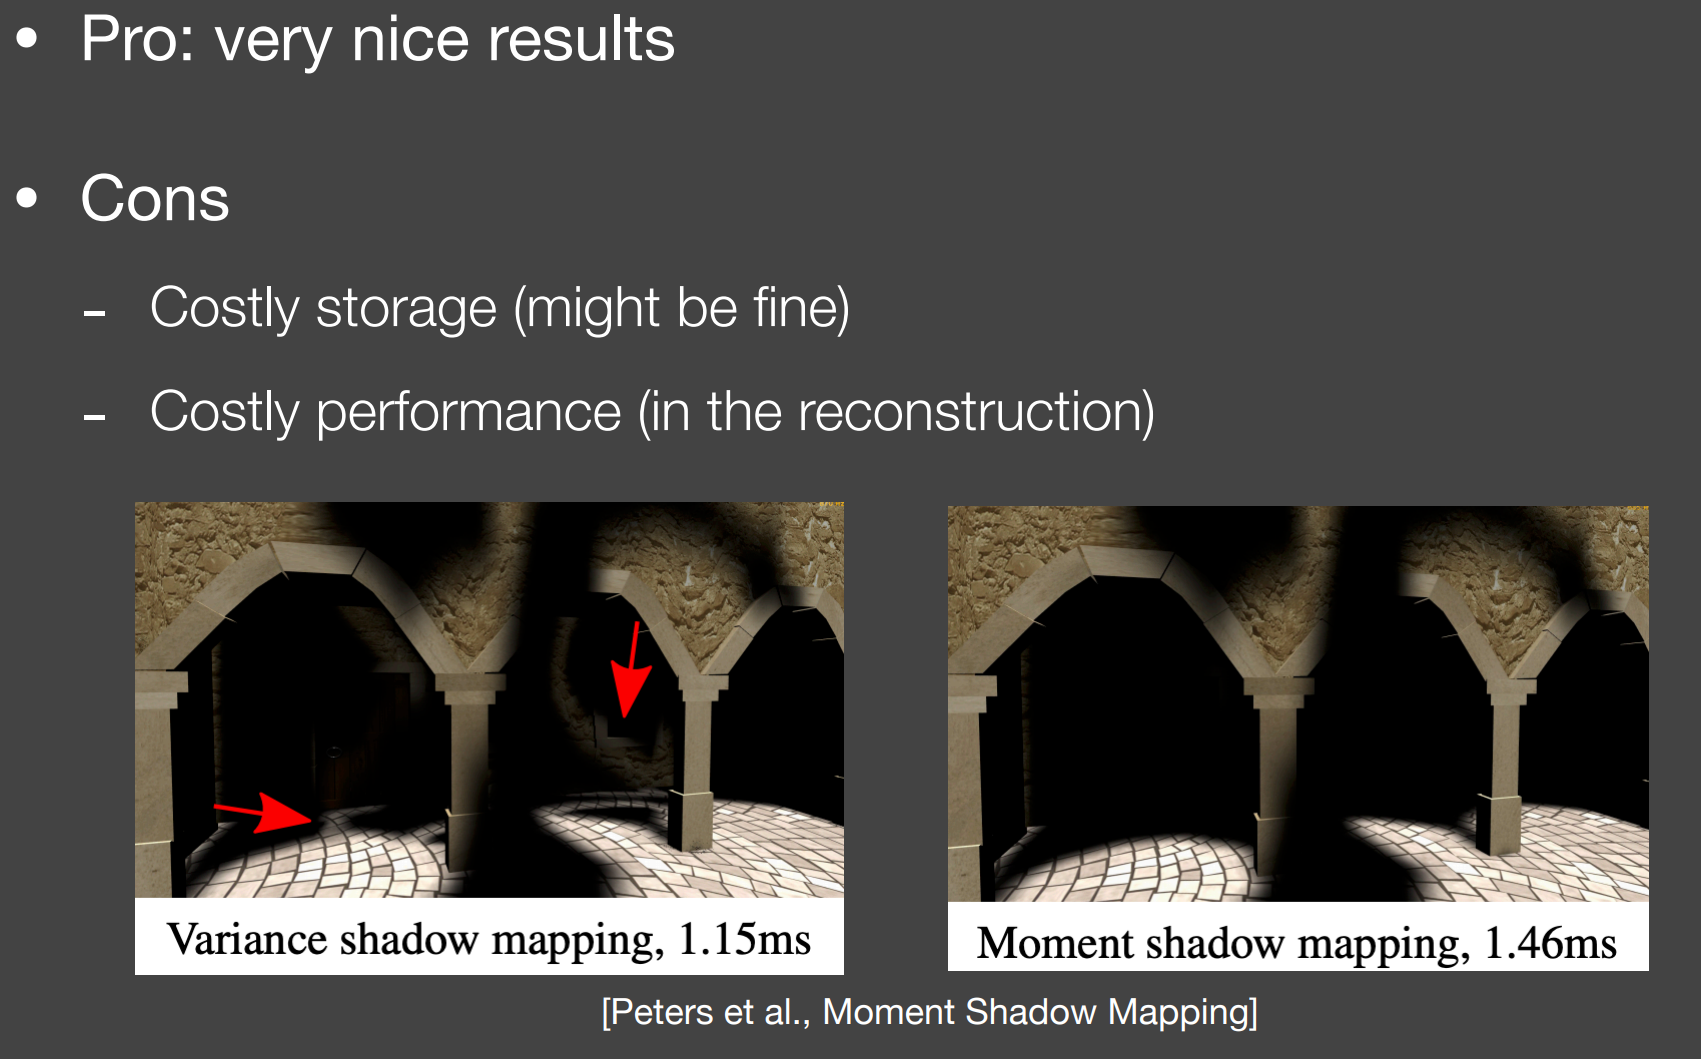 • Pro: very nice results
• Cons
- Costly storage (might be fine)
- Costly performance (in the reconstruction)
Variance shadow mapping, 1.15ms
Moment shadow mapping, 1.46ms
[Peters et al., Moment Shadow Mapping]